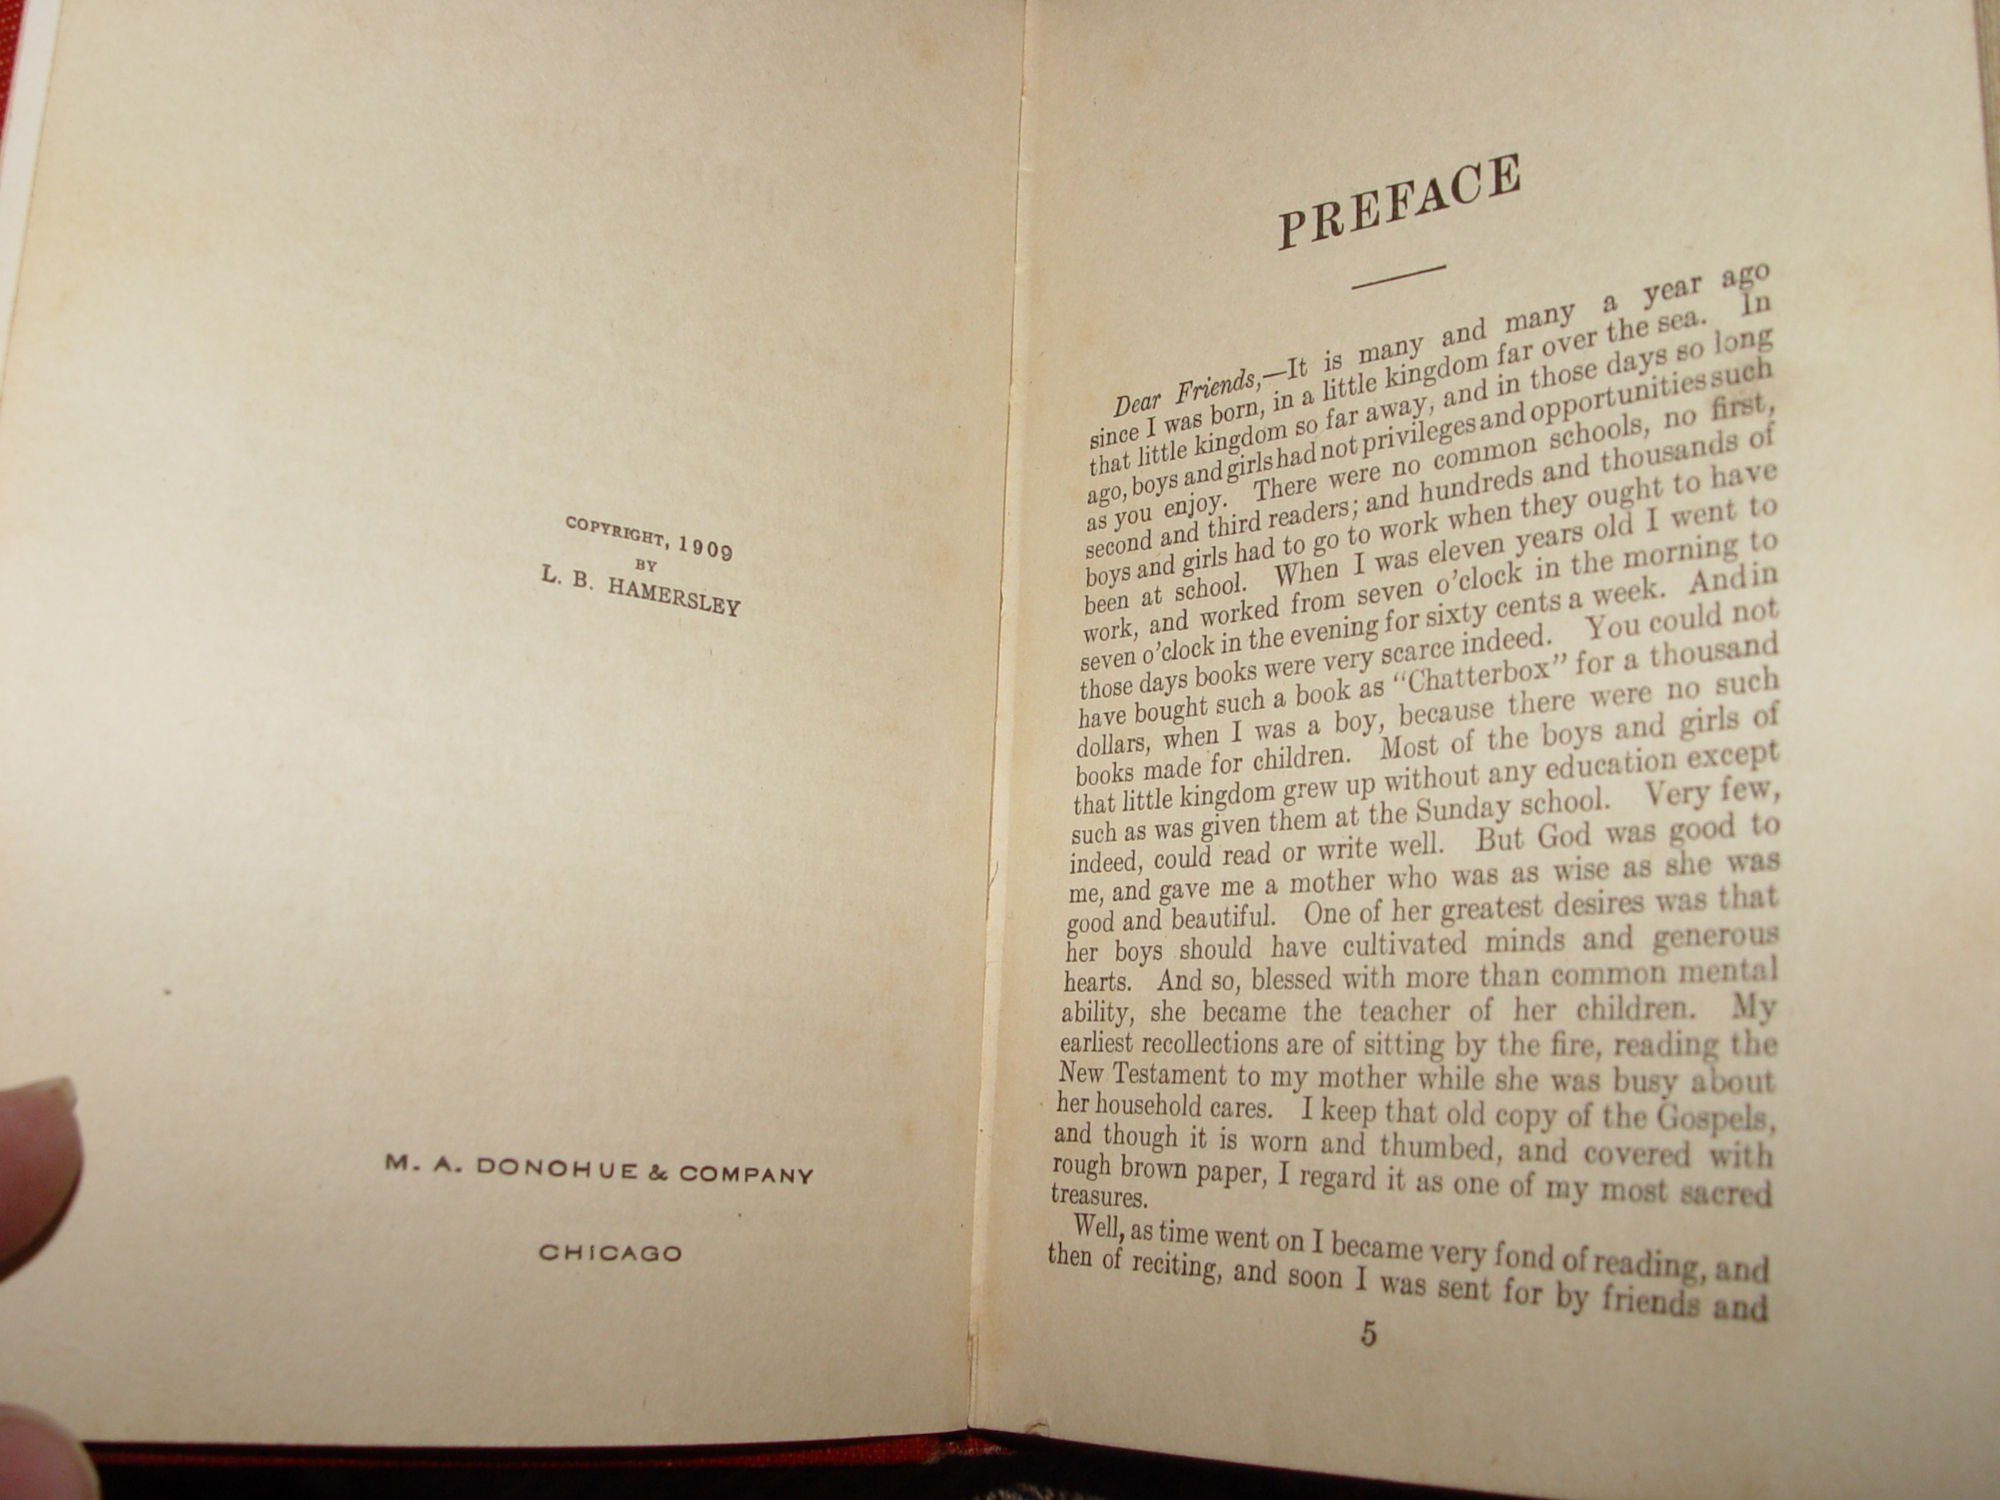 COPYRIGHT, 1909
BY
L. B. HAMERSLEY
M. A. DONOHUE & COMPANY
CHICAGO
PREFACE
Dear Friends,—It is many and many a year ago
since I was born, in a little kingdom far over the sea. In
that little kingdom so far away, and in those days so long
ago, boys and girls had not privileges and opportunities such
as you enjoy. There were no common schools, no first,
second and third readers; and hundreds and thousands of
boys and girls had to go to work when they ought to have
been at school. When I was eleven years old I went to
work, and worked from seven o'clock in the morning to
seven o'clock in the evening for sixty cents a week. And in
those days books were very scarce indeed. You could not
have bought such a book as "Chatterbox" for a thousand
dollars, when I was a boy, because there were no such
books made for children. Most of the boys and girls of
that little kingdom grew up without any education except
such as was given them at the Sunday school. Very few,
indeed, could read or write well. But God was good to
me, and gave me a mother who was as wise as she was
good and beautiful. One of her greatest desires was that
her boys should have cultivated minds and generous
hearts. And so, blessed with more than common mental
ability, she became the teacher of her children. My
earliest recollections are of sitting by the fire, reading the
New Testament to my mother while she was busy about
her household cares. I keep that old copy of the Gospels,
and though it is worn and thumbed, and covered with
rough brown paper, I regard it as one of my most sacred
treasures.
Well, as time went on I became very fond of reading, and
then of reciting, and soon I was sent for by friends and
5